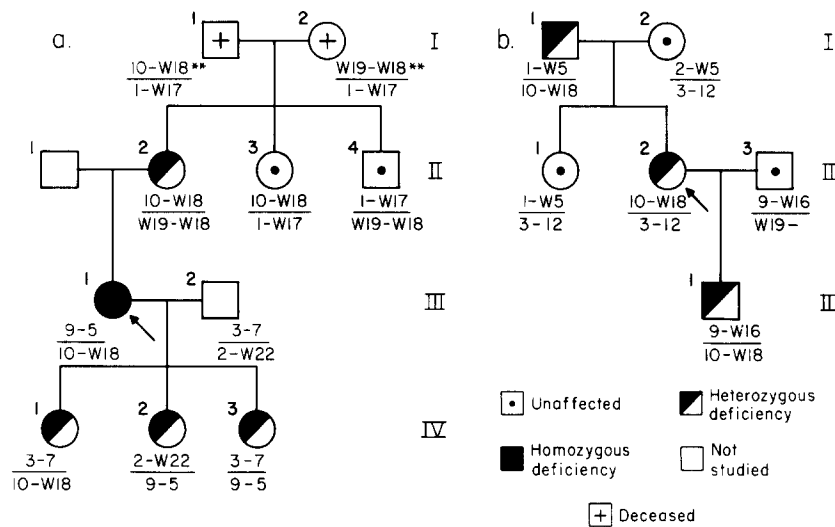 a.
1
2
I
10-W18**
1-W17
W19-W18**
1-W17
1
2
3
4
II
10-W18
W19-W18
10-W18
1-W17
1-W17
W19-W18
1
2
III
9-5
10-W18
3-7
2-W22
1
2
3
IV
3-7
10-W18
2-W22
9-5
3-7
9-5
b.
1
2
I
1-W5
10-W18
2-W5
3-12
1
2
3
II
1-W5
3-12
10-W18
3-12
9-W16
W19-
1
9-W16
10-W18
Unaffected
Heterozygous
deficiency
Homozygous
deficiency
Not
studied
Deceased